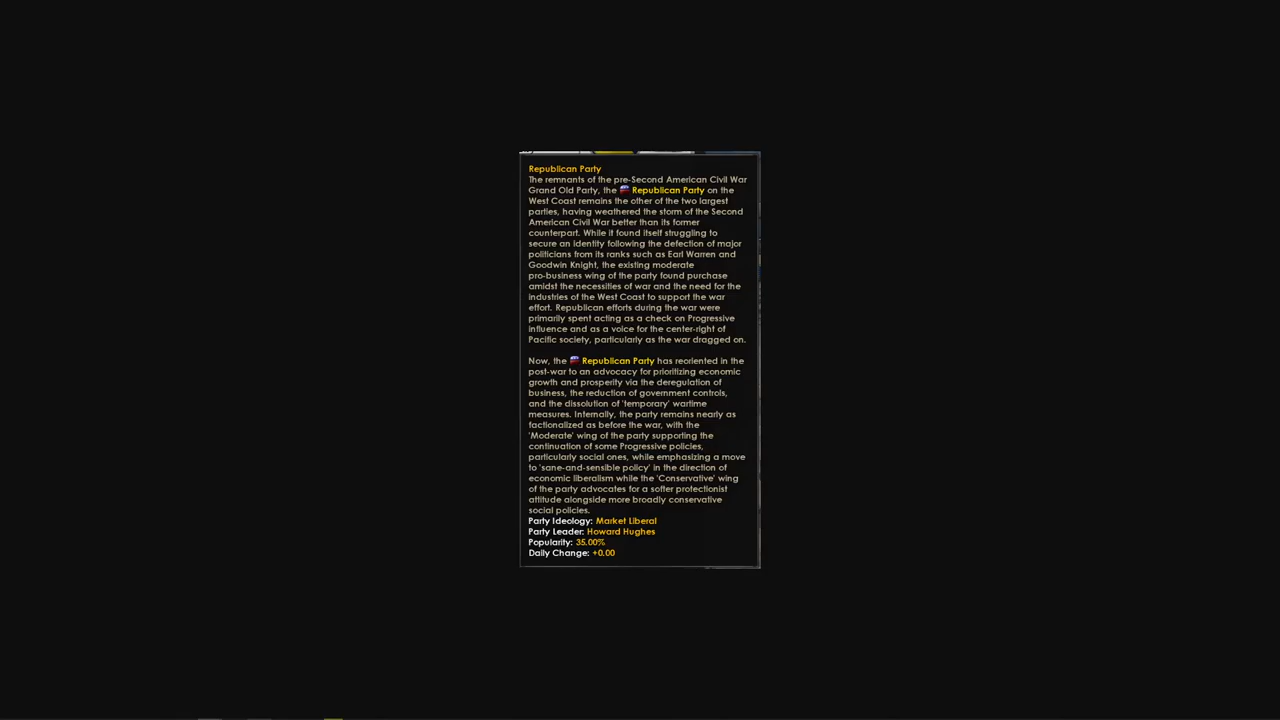 Republican Party
The remnants of the pre-Second American Civil War
Grand Old Party, the Republican Party on the
West Coast remains the other of the two largest
parties, having weathered the storm of the Second
American Civil War better than its former
counterpart. While it found itself struggling to
secure an identity following the defection of major
politicians from its ranks such as Earl Warren and
Goodwin Knight, the existing moderate
pro-business wing of the party found purchase
amidst the necessities of war and the need for the
industries of the West Coast to support the war
effort. Republican efforts during the war were
primarily spent acting as a check on Progressive
influence and as a voice for the center-right of
Pacific society, particularly as the war dragged on.
Now, the Republican Party has reoriented in the
post-war to an advocacy for prioritizing economic
growth and prosperity via the deregulation of
business, the reduction of government controls,
and the dissolution of 'temporary' wartime
measures. Internally, the party remains nearly as
factionalized as before the war, with the
'Moderate' wing of the party supporting the
continuation of some Progressive policies,
particularly social ones, while emphasizing a move
to 'sane-and-sensible policy' in the direction of
economic liberalism while the 'Conservative' wing
of the party advocates for a softer protectionist
attitude alongside more broadly conservative
social policies.
Party Ideology: Market Liberal
Party Leader: Howard Hughes
Popularity: 35.00%
Daily Change: +0.00